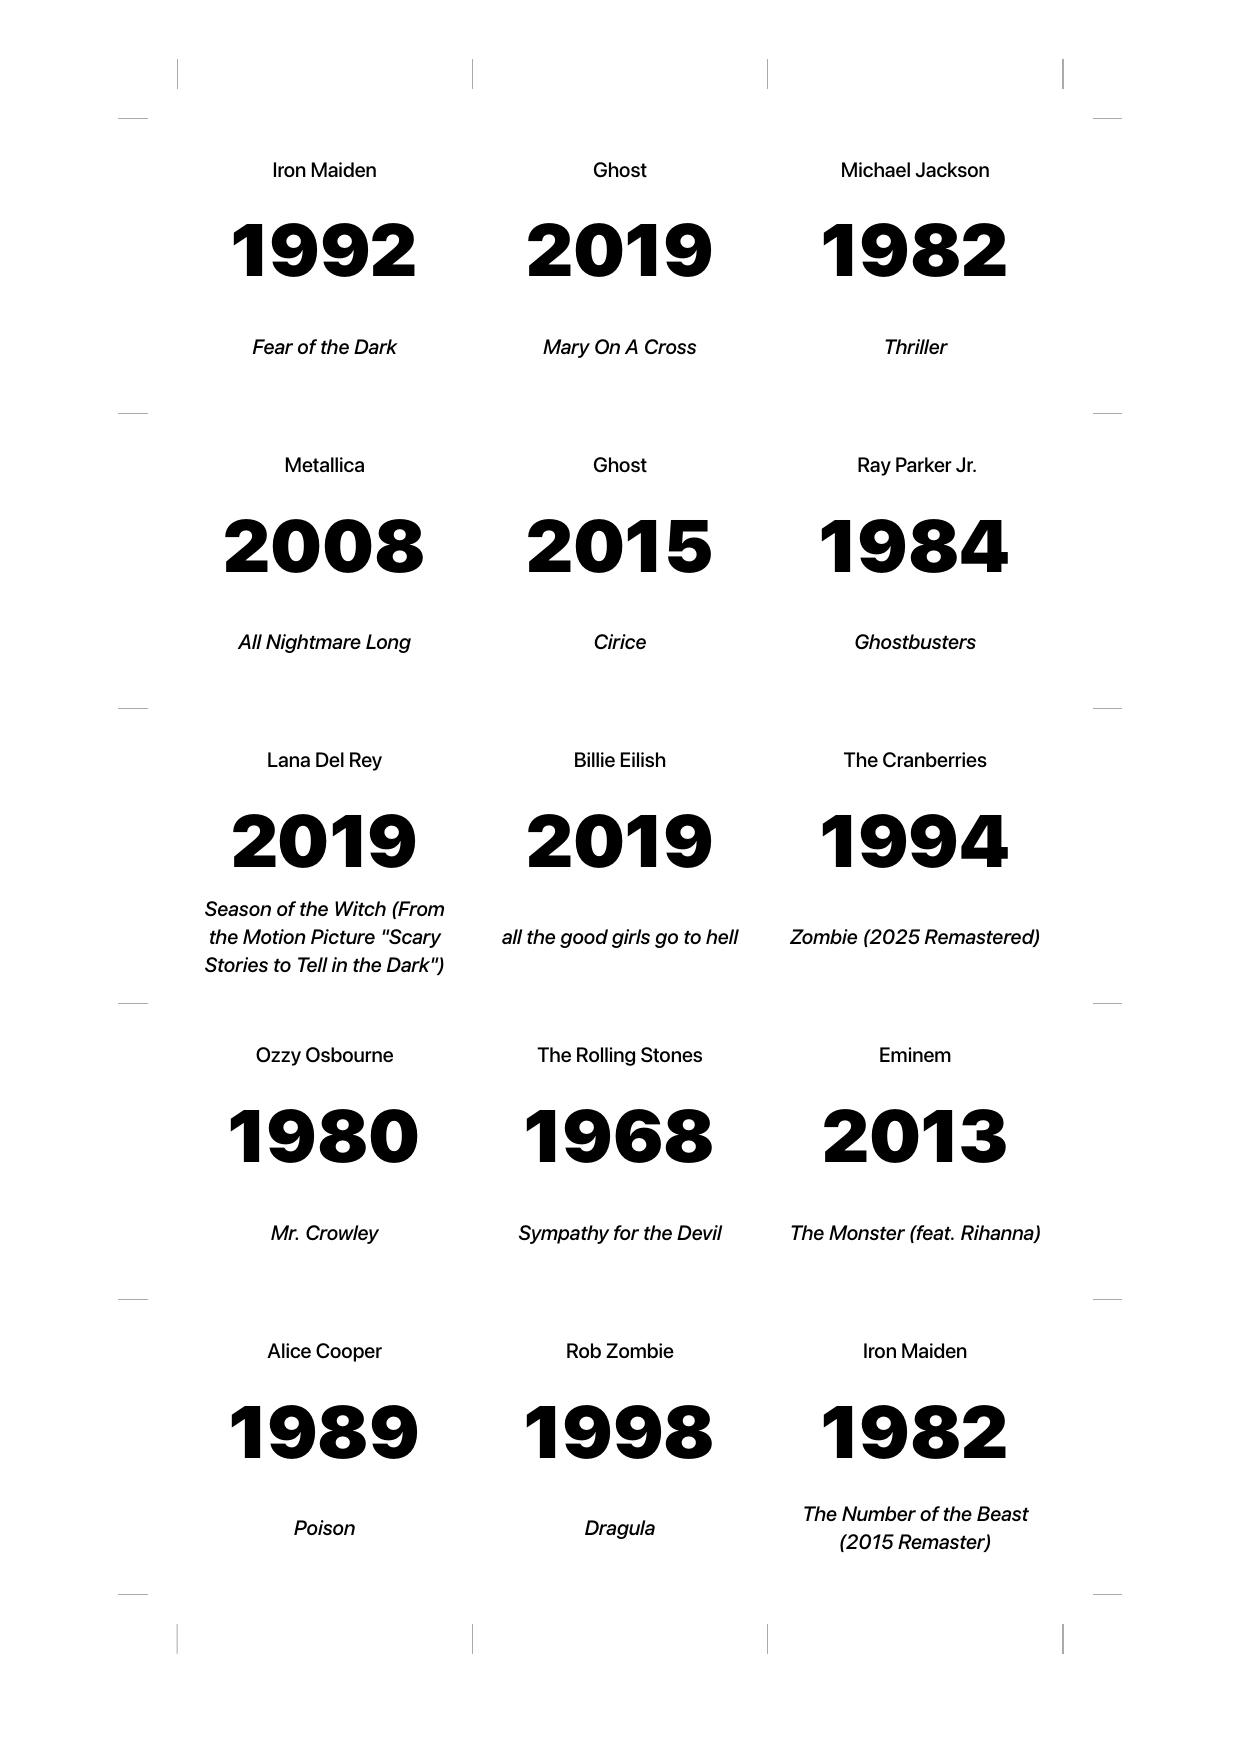 Iron Maiden
1992
Fear of the Dark
Ghost
2019
Mary On A Cross
Michael Jackson
1982
Thriller
Metallica
2008
All Nightmare Long
Ghost
2015
Cirice
Ray Parker Jr.
1984
Ghostbusters
Lana Del Rey
2019
Season of the Witch (From
the Motion Picture "Scary
Stories to Tell in the Dark")
Billie Eilish
2019
all the good girls go to hell
The Cranberries
1994
Zombie (2025 Remastered)
Ozzy Osbourne
1980
Mr. Crowley
The Rolling Stones
1968
Sympathy for the Devil
Eminem
2013
The Monster (feat. Rihanna)
Alice Cooper
1989
Poison
Rob Zombie
1998
Dragula
Iron Maiden
1982
The Number of the Beast
(2015 Remaster)